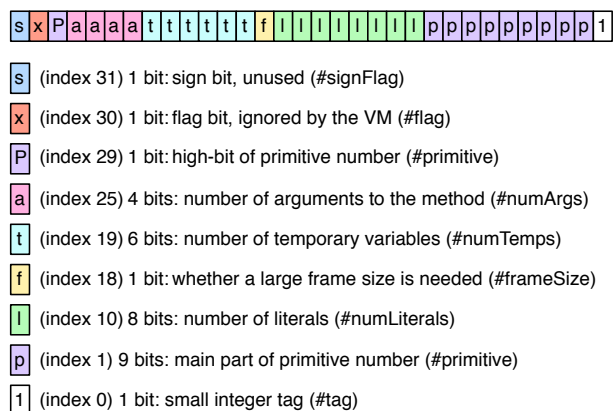 s x P a a a a t t t t t t f l l l l l l l l p p p p p p p p p 1
s (index 31) 1 bit: sign bit, unused (#signFlag)
x (index 30) 1 bit: flag bit, ignored by the VM (#flag)
P (index 29) 1 bit: high-bit of primitive number (#primitive)
a (index 25) 4 bits: number of arguments to the method (#numArgs)
t (index 19) 6 bits: number of temporary variables (#numTemps)
f (index 18) 1 bit: whether a large frame size is needed (#frameSize)
l (index 10) 8 bits: number of literals (#numLiterals)
p (index 1) 9 bits: main part of primitive number (#primitive)
1 (index 0) 1 bit: small integer tag (#tag)